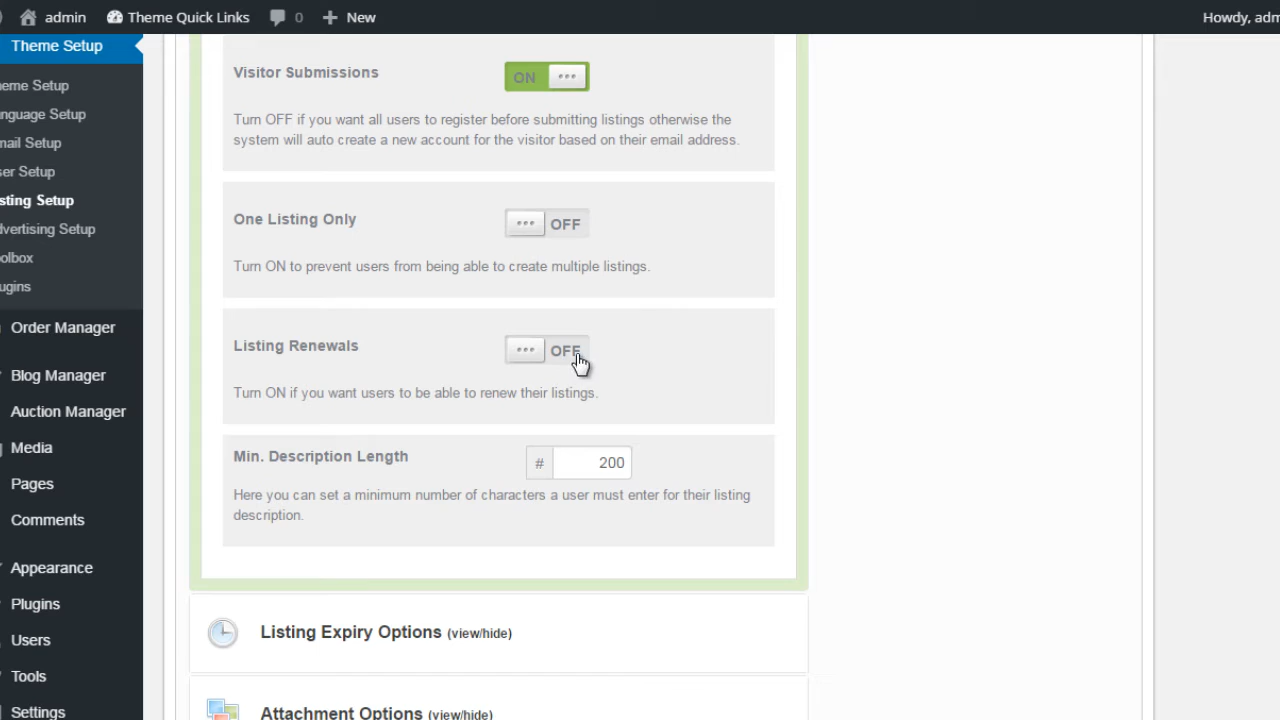 admin
Theme Quick Links
0
New
Howdy, adm
Theme Setup
eme Setup
nguage Setup
mail Setup
ser Setup
sting Setup
dvertising Setup
olbox
ugins
Order Manager
Blog Manager
Auction Manager
Media
Pages
Comments
Appearance
Plugins
Users
Tools
Settings
Visitor Submissions
ON
Turn OFF if you want all users to register before submitting listings otherwise the
system will auto create a new account for the visitor based on their email address.
One Listing Only
OFF
Turn ON to prevent users from being able to create multiple listings.
Listing Renewals
OFF
Turn ON if you want users to be able to renew their listings.
Min. Description Length
# 200
Here you can set a minimum number of characters a user must enter for their listing
description.
Listing Expiry Options (view/hide)
Attachment Options (view/hide)